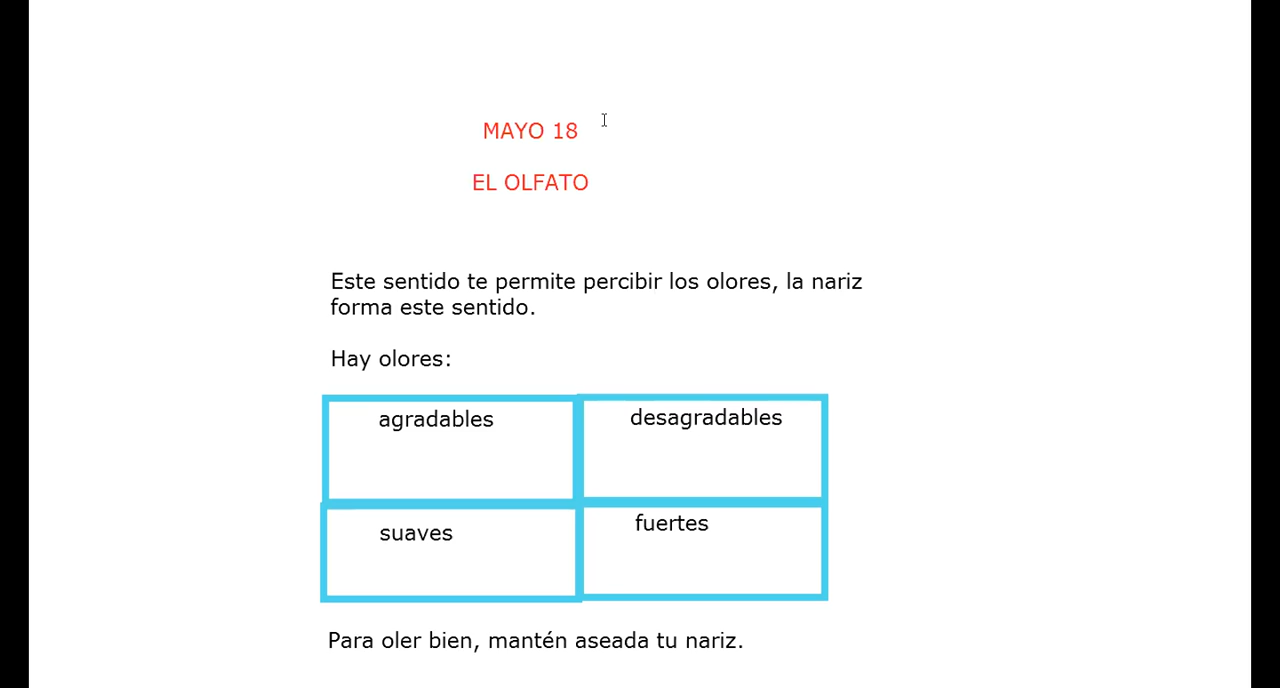 MAYO 18
EL OLFATO
Este sentido te permite percibir los olores, la nariz
forma este sentido.
Hay olores:
agradables
desagradables
suaves
fuertes
Para oler bien, mantén aseada tu nariz.